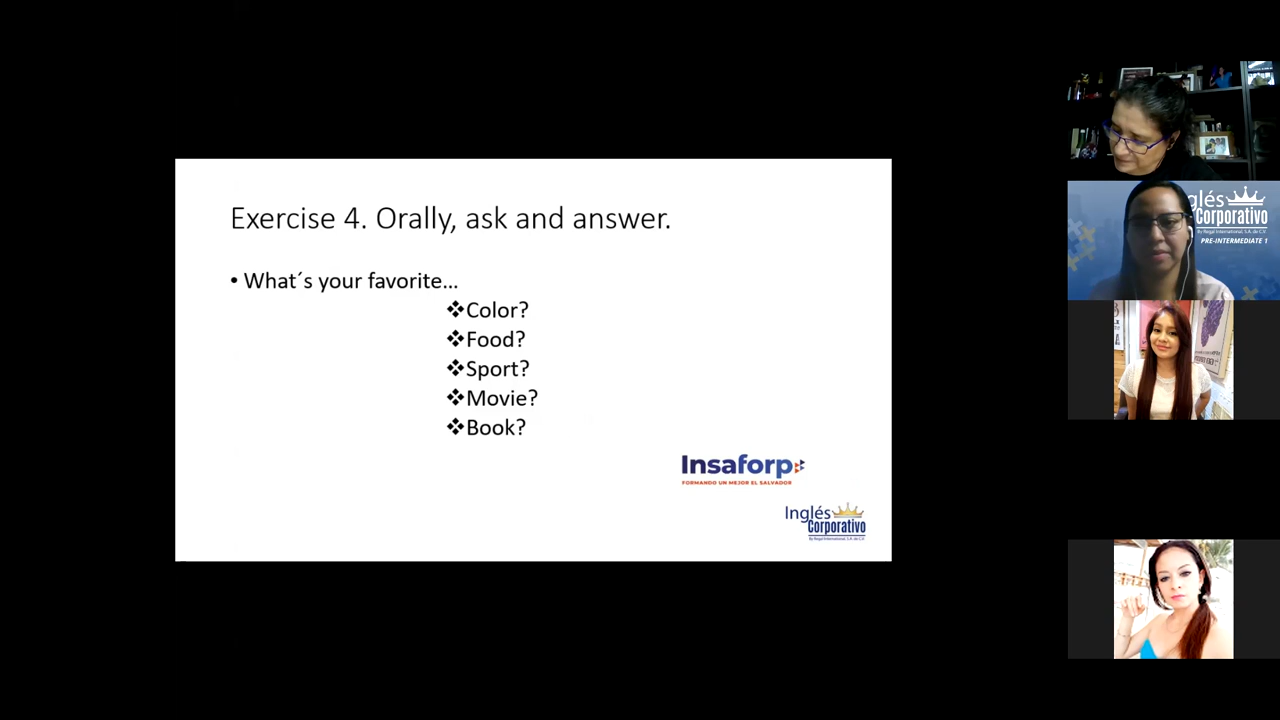 Exercise 4. Orally, ask and answer.
• What´s your favorite...
❖Color?
❖Food?
❖Sport?
❖Movie?
❖Book?
Insaforp
FORMANDO UN MEJOR EL SALVADOR
Inglés
Corporativo
By Regal International, S.A. de C.V.
glés
Corporativo
By Regal International, S.A. de C.V.
PRE-INTERMEDIATE 1